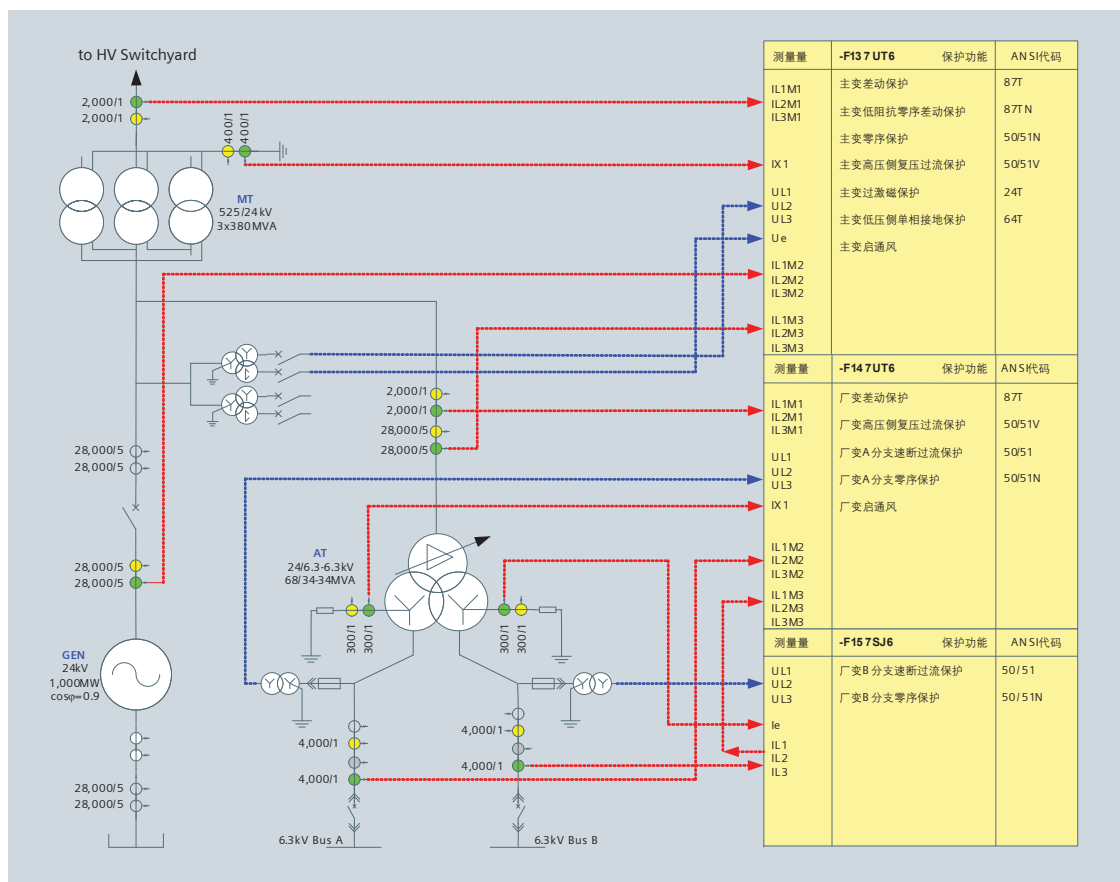 to HV Switchyard
2,000/1
2,000/1
400/1
400/1
MT
525/24kV
3x380MVA
28,000/5
28,000/5
2,000/1
2,000/1
28,000/5
28,000/5
28,000/5
28,000/5
AT
24/6.3-6.3kV
68/34-34MVA
300/1
300/1
300/1
300/1
GEN
24kV
1,000MW
cosφ=0.9
4,000/1
4,000/1
4,000/1
4,000/1
28,000/5
28,000/5
6.3kV Bus A
6.3kV Bus B
测量量 -F137UT6 保护功能 ANSI代码
IL1M1
IL2M1
IL3M1
IX1
UL1
UL2
UL3
Ue
IL1M2
IL2M2
IL3M2
IL1M3
IL2M3
IL3M3
主变差动保护 87T
主变低阻抗零序差动保护 87TN
主变零序保护 50/51N
主变高压侧复压过流保护 50/51V
主变过激磁保护 24T
主变低压侧单相接地保护 64T
主变启通风
测量量 -F147UT6 保护功能 ANSI代码
IL1M1
IL2M1
IL3M1
UL1
UL2
UL3
IX1
IL1M2
IL2M2
IL3M2
IL1M3
IL2M3
IL3M3
厂变差动保护 87T
厂变高压侧复压过流保护 50/51V
厂变A分支速断过流保护 50/51
厂变A分支零序保护 50/51N
厂变启通风
测量量 -F157SJ6 保护功能 ANSI代码
UL1
UL2
UL3
Ie
IL1
IL2
IL3
厂变B分支速断过流保护 50/51
厂变B分支零序保护 50/51N